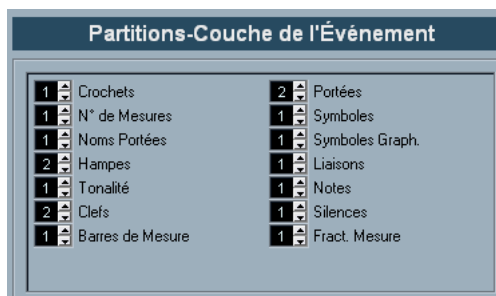 Partitions-Couche de l'Événement
1 Crochets 2 Portées
1 N° de Mesures 1 Symboles
1 Noms Portées 1 Symboles Graph.
2 Hampes 1 Liaisons
1 Tonalité 1 Notes
2 Clefs 1 Silences
1 Barres de Mesure 1 Fract. Mesure